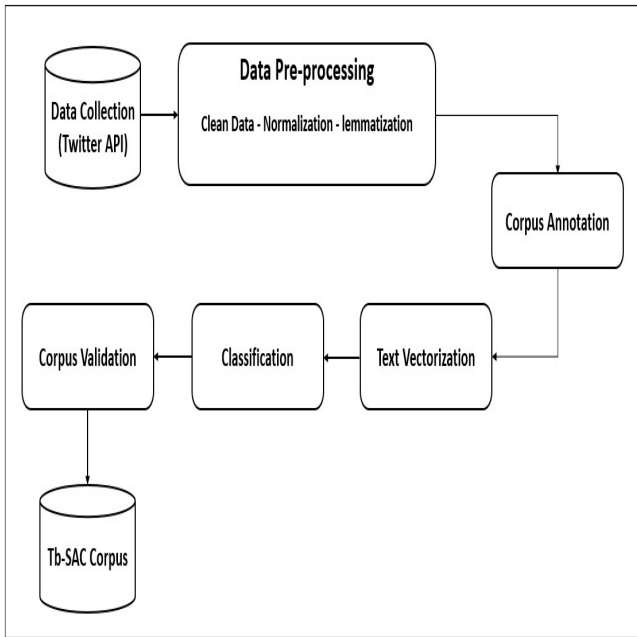 Data Collection
(Twitter API)
Data Pre-processing
Clean Data - Normalization - lemmatization
Corpus Annotation
Text Vectorization
Classification
Corpus Validation
Tb-SAC Corpus